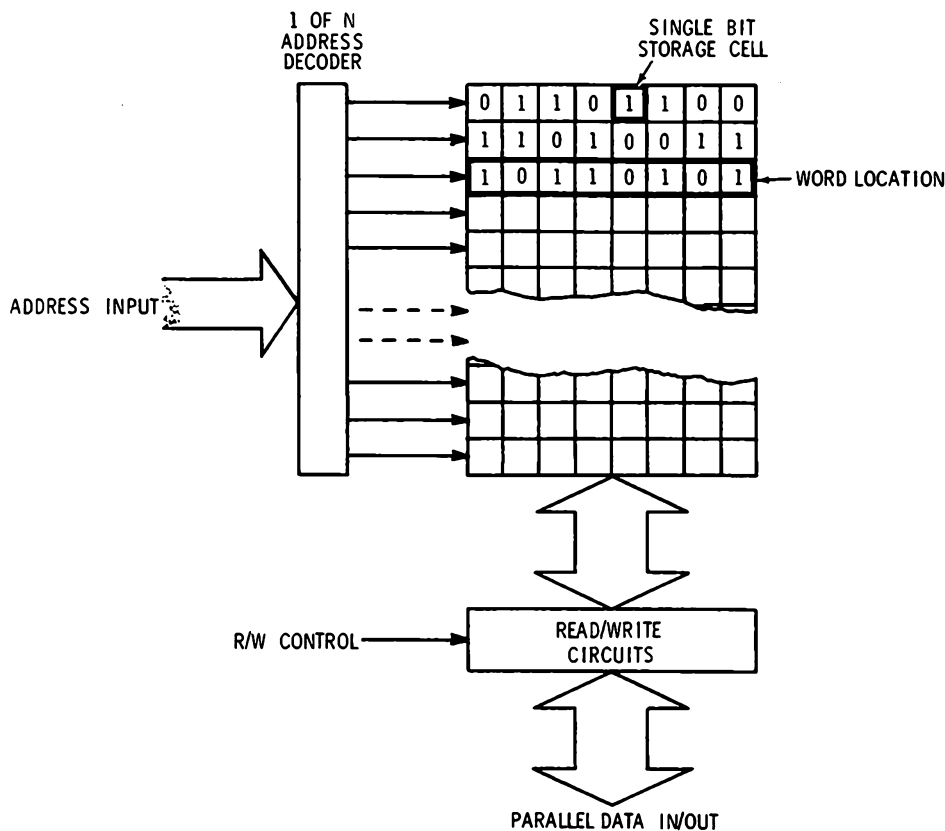 1 OF N
ADDRESS
DECODER
SINGLE BIT
STORAGE CELL
0 1 1 0 1 1 0 0
1 1 0 1 0 0 1 1
1 0 1 1 0 1 0 1
WORD LOCATION
ADDRESS INPUT
R/W CONTROL
READ/WRITE
CIRCUITS
PARALLEL DATA IN/OUT